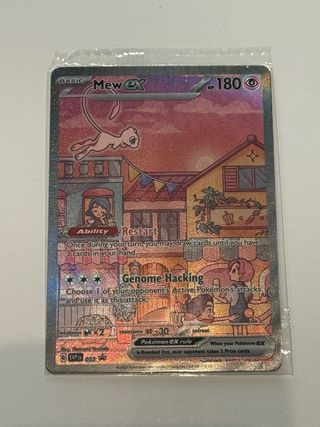 BASIC
Mew ex
HP 180
Ability Restart
Once during your turn, you may draw cards until you have
3 cards in your hand.
Genome Hacking
Choose 1 of your opponent's Active Pokémon's attacks
and use it as this attack.
weakness ×2 resistance -30 retreat
Pokémon ex rule When your Pokémon ex
is Knocked Out, your opponent takes 2 Prize cards.
SVP EN 053